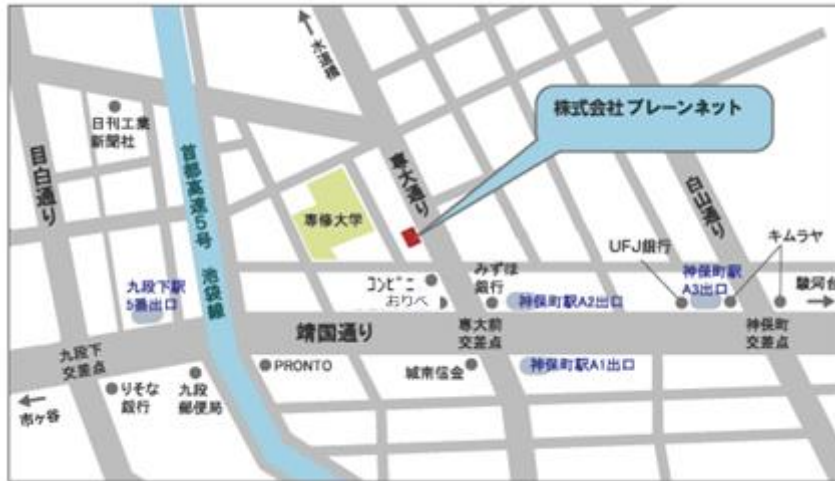 水道橋
株式会社ブレーンネット
日刊工業
新聞社
目白通り
首都高速5号 池袋線
専大通り
白山通り
専修大学
九段下駅
5番出口
コンビニ
おりべ
みずほ
銀行
神保町駅A2出口
UFJ銀行
神保町駅
A3出口
キムラヤ
駿河台
靖国通り
専大前
交差点
神保町
交差点
九段下
交差点
PRONTO
城南信金
神保町駅A1出口
りそな
銀行
九段
郵便局
市ヶ谷